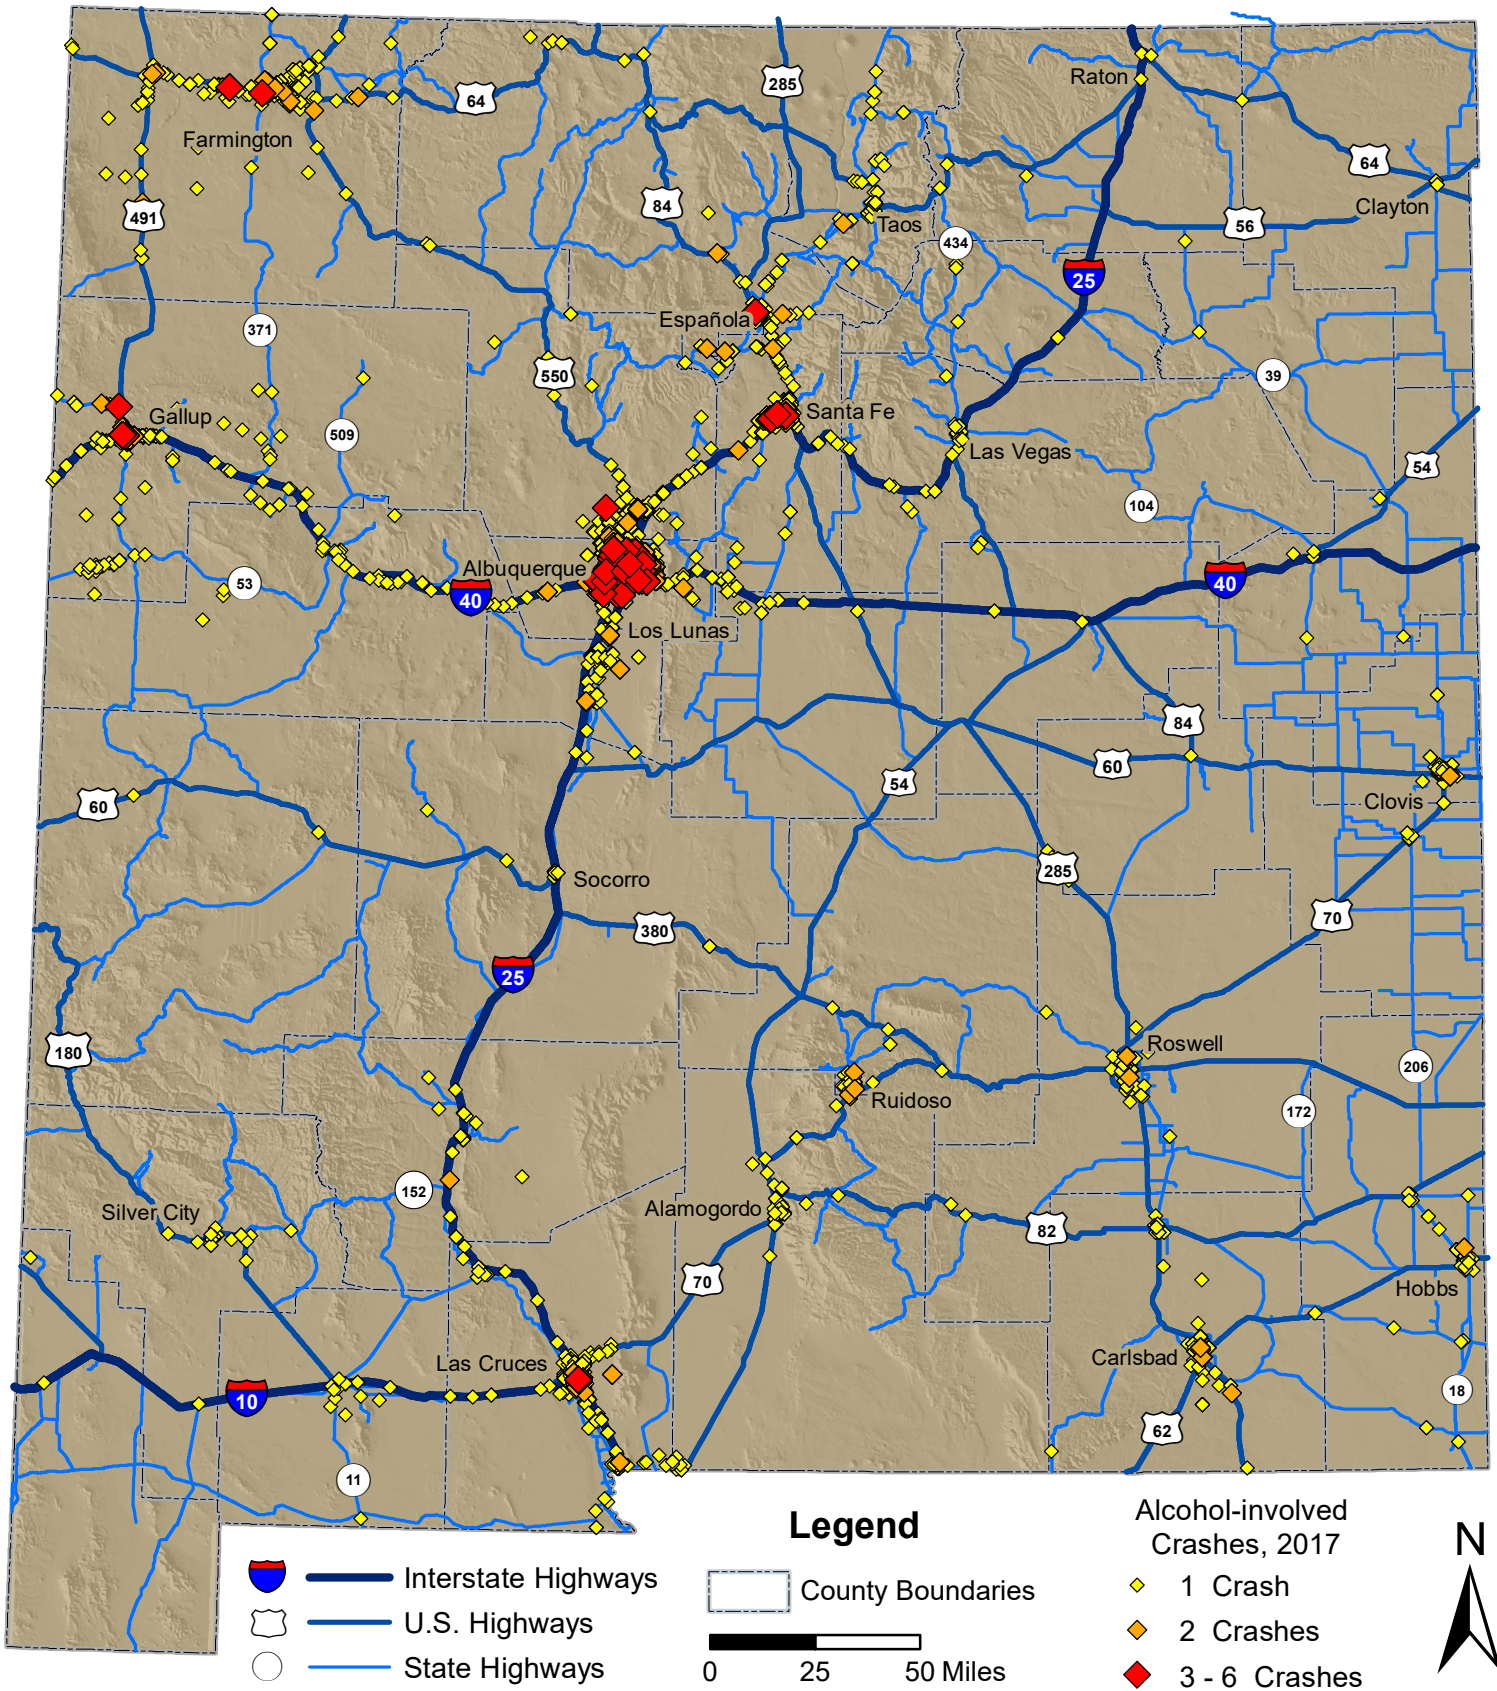 285
Raton
64
Farmington
64
84
Clayton
491
Taos
56
434
25
Española
371
550
39
Gallup
Santa Fe
509
Las Vegas
54
104
Albuquerque
53
40
40
Los Lunas
84
60
54
60
Clovis
285
Socorro
70
380
25
180
Roswell
206
Ruidoso
172
152
Silver City
Alamogordo
82
70
Hobbs
Las Cruces
Carlsbad
10
18
62
11
Legend
Alcohol-involved
Crashes, 2017
N
Interstate Highways
County Boundaries
1 Crash
U.S. Highways
2 Crashes
State Highways
0 25 50 Miles
3 - 6 Crashes